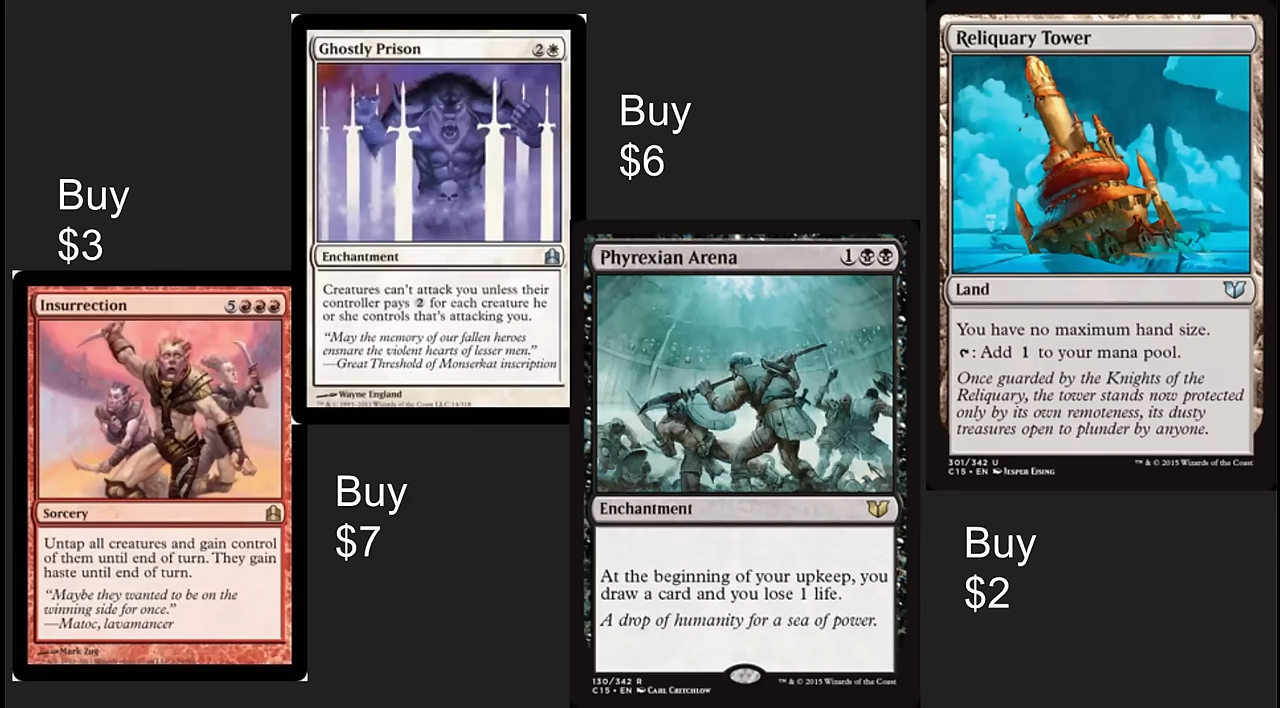 Buy
$3
Insurrection 5
Sorcery
Untap all creatures and gain control
of them until end of turn. They gain
haste until end of turn.
“Maybe they wanted to be on the
winning side for once.”
—Matoc, lavamancer
Mark Zug
Ghostly Prison 2
Enchantment
Creatures can't attack you unless their
controller pays 2 for each creature he
or she controls that's attacking you.
“May the memory of our fallen heroes
ensnare the violent hearts of lesser men.”
—Great Threshold of Monserkat inscription
Wayne England
Buy
$7
Buy
$6
Phyrexian Arena 1
Enchantment
At the beginning of your upkeep, you
draw a card and you lose 1 life.
A drop of humanity for a sea of power.
130/342 R
C15 • EN Carl Critchlow
™ & © 2015 Wizards of the Coast
Reliquary Tower
Land
You have no maximum hand size.
: Add 1 to your mana pool.
Once guarded by the Knights of the
Reliquary, the tower stands now protected
only by its own remoteness, its dusty
treasures open to plunder by anyone.
301/342 U
C15 • EN Jesper Ejsing
™ & © 2015 Wizards of the Coast
Buy
$2